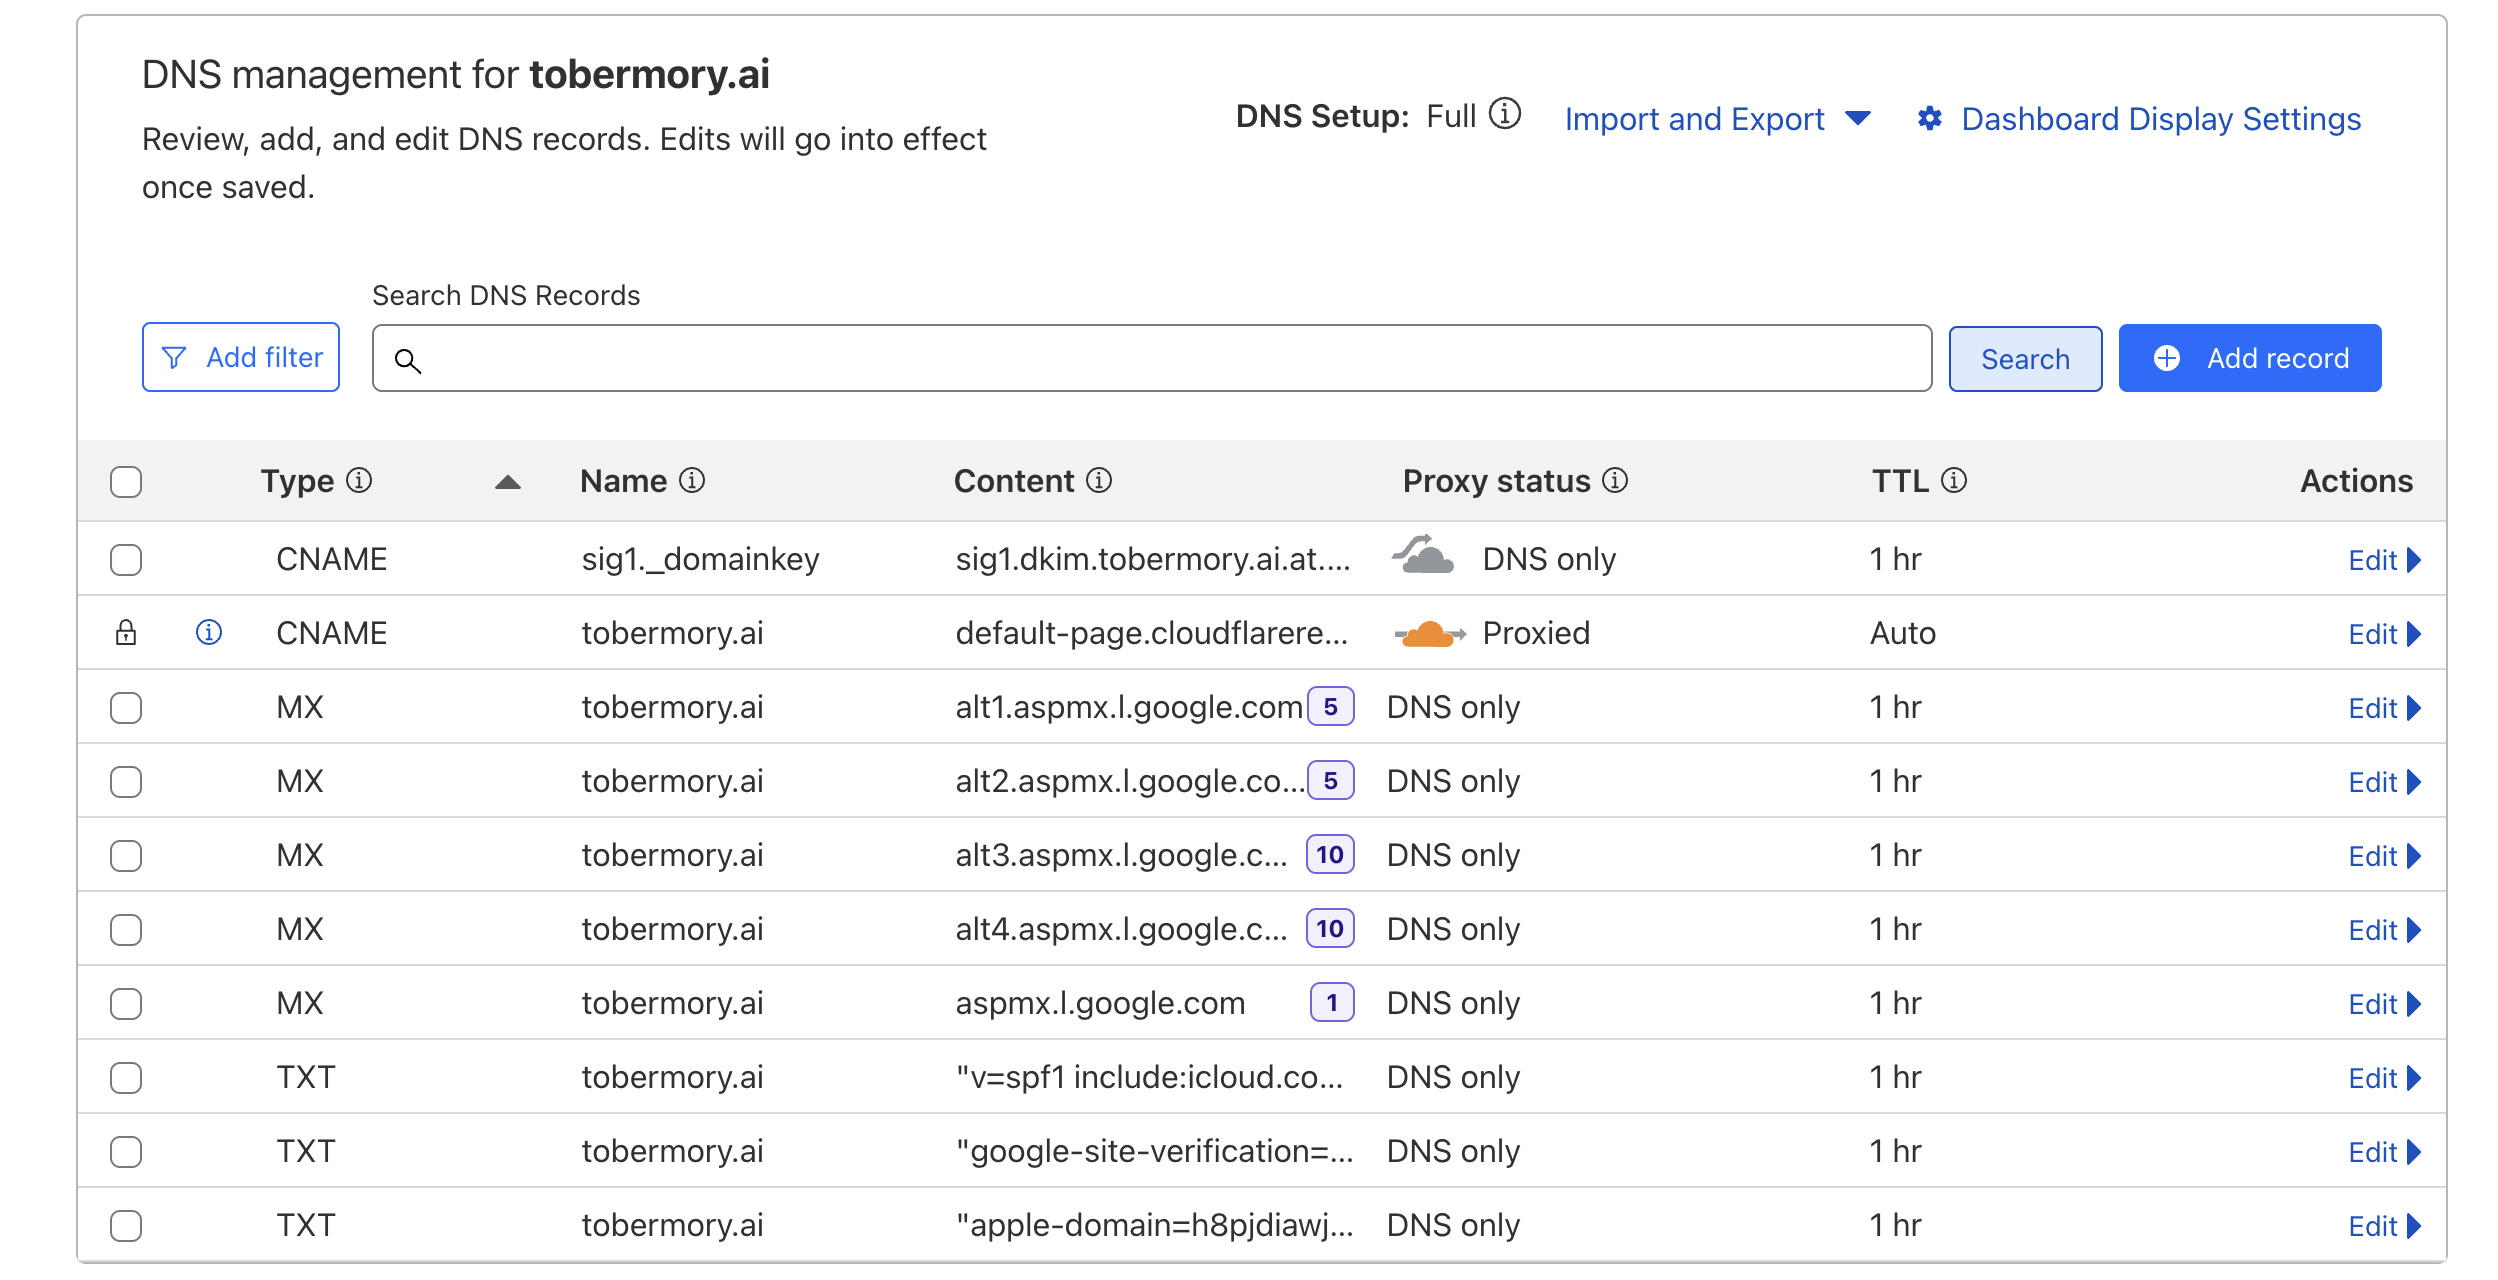 DNS management for tobermory.ai
Review, add, and edit DNS records. Edits will go into effect
once saved.
DNS Setup: Full
Import and Export
Dashboard Display Settings
Search DNS Records
Add filter
Search
Add record
Type Name Content Proxy status TTL Actions
CNAME sig1._domainkey sig1.dkim.tobermory.ai.at.... DNS only 1 hr Edit
CNAME tobermory.ai default-page.cloudflarere... Proxied Auto Edit
MX tobermory.ai alt1.aspmx.l.google.com 5 DNS only 1 hr Edit
MX tobermory.ai alt2.aspmx.l.google.co... 5 DNS only 1 hr Edit
MX tobermory.ai alt3.aspmx.l.google.c... 10 DNS only 1 hr Edit
MX tobermory.ai alt4.aspmx.l.google.c... 10 DNS only 1 hr Edit
MX tobermory.ai aspmx.l.google.com 1 DNS only 1 hr Edit
TXT tobermory.ai "v=spf1 include:icloud.co... DNS only 1 hr Edit
TXT tobermory.ai "google-site-verification=... DNS only 1 hr Edit
TXT tobermory.ai "apple-domain=h8pjdiawj... DNS only 1 hr Edit